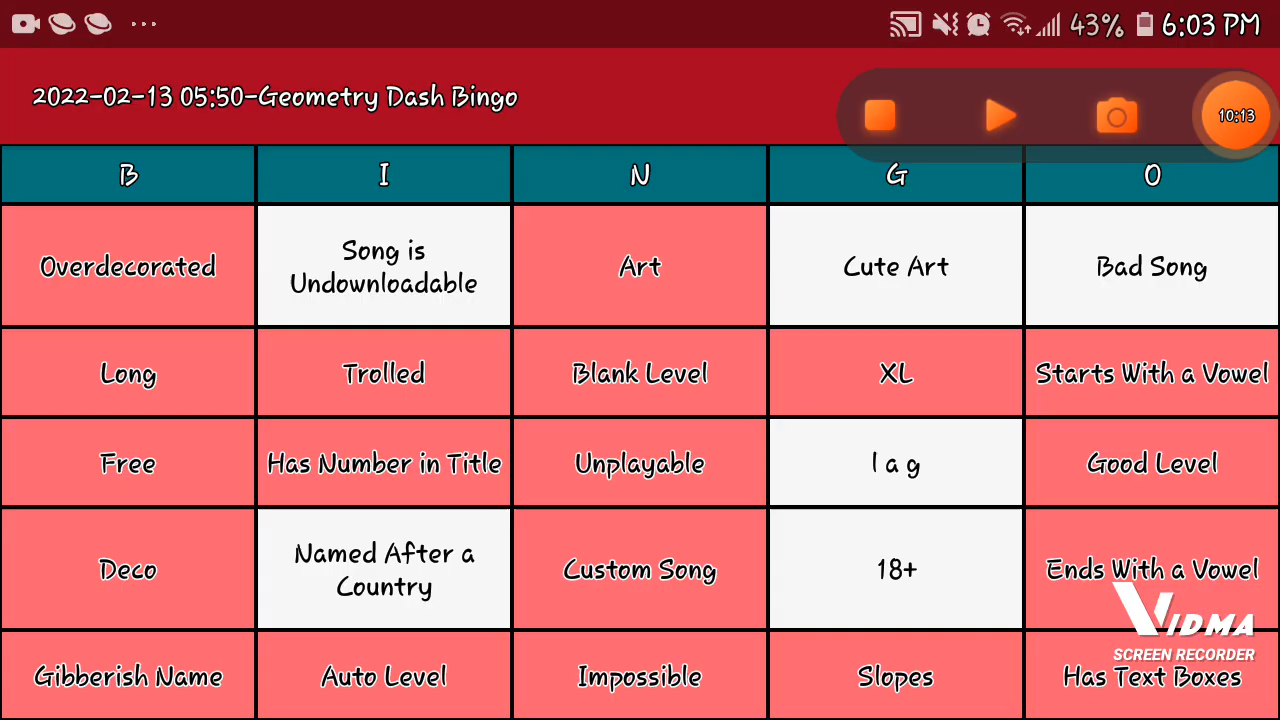 43% 6:03 PM
2022-02-13 05:50-Geometry Dash Bingo
10:13
B I N G O
Overdecorated
Song is
Undownloadable
Art
Cute Art
Bad Song
Long
Trolled
Blank Level
XL
Starts With a Vowel
Free
Has Number in Title
Unplayable
l a g
Good Level
Deco
Named After a
Country
Custom Song
18+
Ends With a Vowel
Gibberish Name
Auto Level
Impossible
Slopes
Has Text Boxes
VIDMA
SCREEN RECORDER